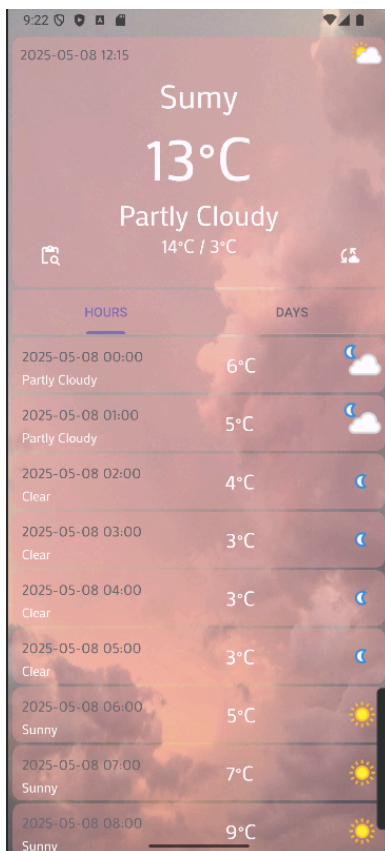 9:22
2025-05-08 12:15
Sumy
13°C
Partly Cloudy
14°C / 3°C
HOURS DAYS
2025-05-08 00:00
Partly Cloudy
6°C
2025-05-08 01:00
Partly Cloudy
5°C
2025-05-08 02:00
Clear
4°C
2025-05-08 03:00
Clear
3°C
2025-05-08 04:00
Clear
3°C
2025-05-08 05:00
Clear
3°C
2025-05-08 06:00
Sunny
5°C
2025-05-08 07:00
Sunny
7°C
2025-05-08 08:00
Sunny
9°C